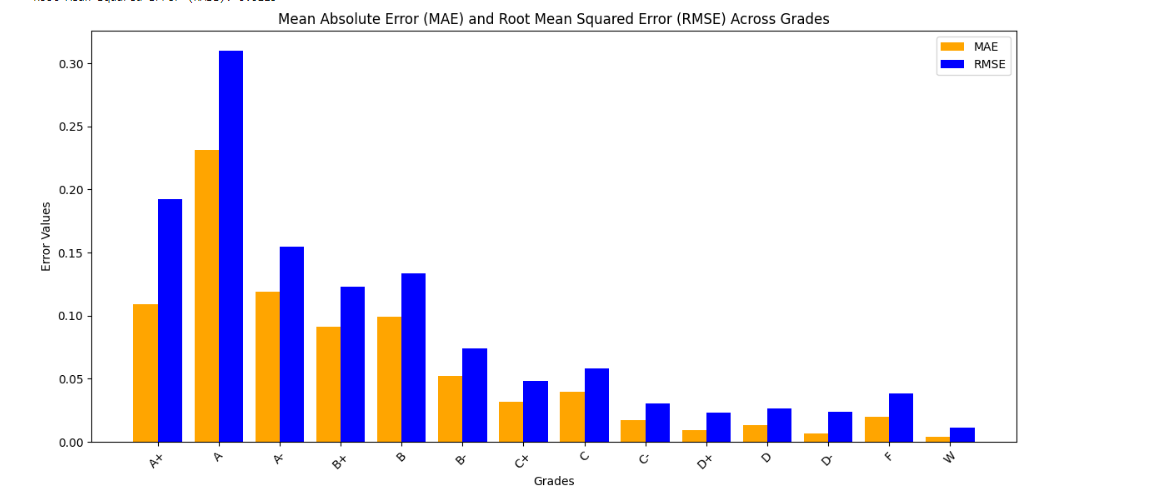 Mean Absolute Error (MAE) and Root Mean Squared Error (RMSE) Across Grades
MAE
RMSE
0.30
0.25
0.20
0.15
0.10
0.05
0.00
Error Values
A+ A A- B+ B B- C+ C C- D+ D D- F W
Grades